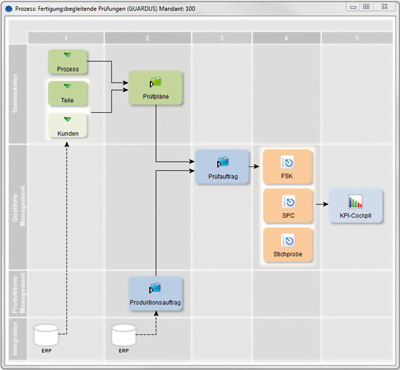 Prozess: Fertigungsbegleitende Prüfungen (GUARDUS) Mandant: 100
1 2 3 4 5
Stammdaten
Prozess
Teile
Kunden
Prüfpläne
Qualitäts
Management
Prüfauftrag
FSK
SPC
Stichprobe
KPI-Cockpit
Produktions
Management
Produktionsauftrag
Integration
ERP
ERP